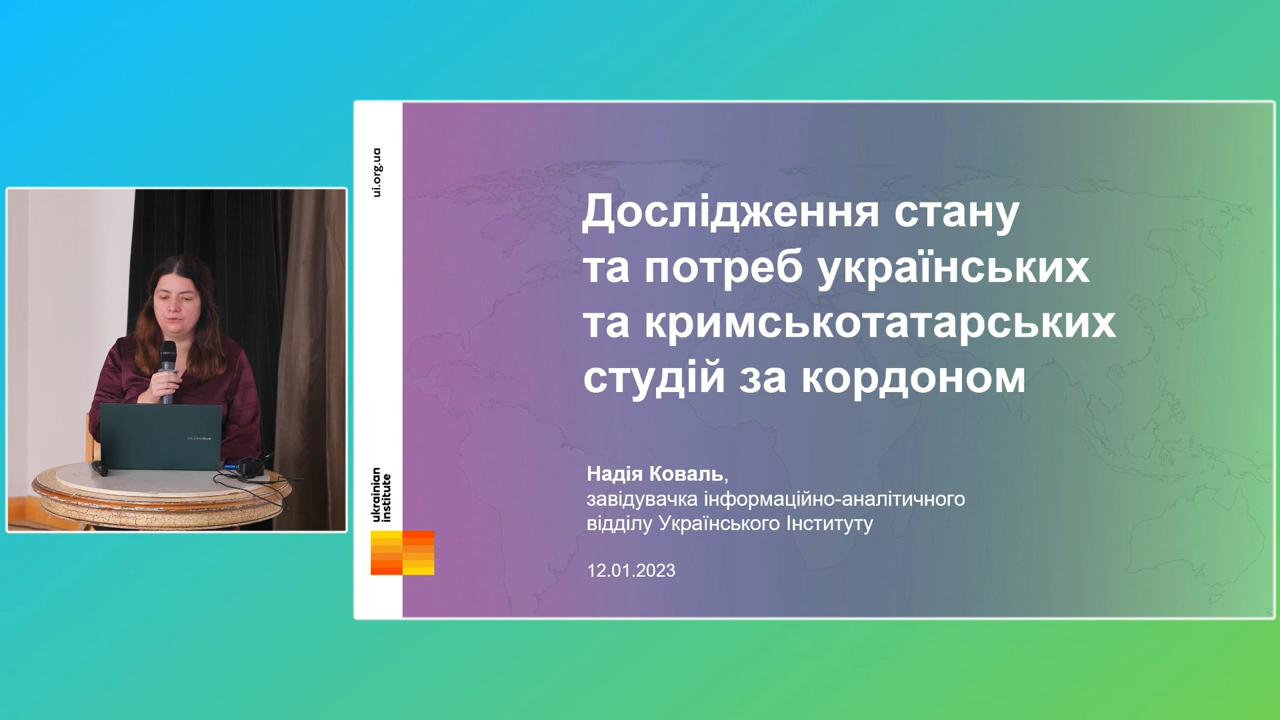 ui.org.ua
Дослідження стану
та потреб українських
та кримськотатарських
студій за кордоном
Надія Коваль,
завідувачка інформаційно-аналітичного
відділу Українського Інституту
12.01.2023
ukrainian
institute